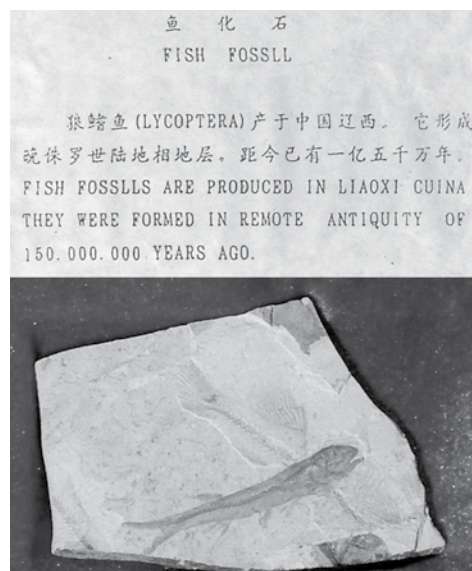 鱼 化 石
FISH FOSSLL
狼鳍鱼(LYCOPTERA)产于中国辽西。 它形成
晚侏罗世陆地相地层。距今已有一亿五千万年。
FISH FOSSLLS ARE PRODUCED IN LIAOXI CUINA
THEY WERE FORMED IN REMOTE ANTIQUITY OF
150.000.000 YEARS AGO.